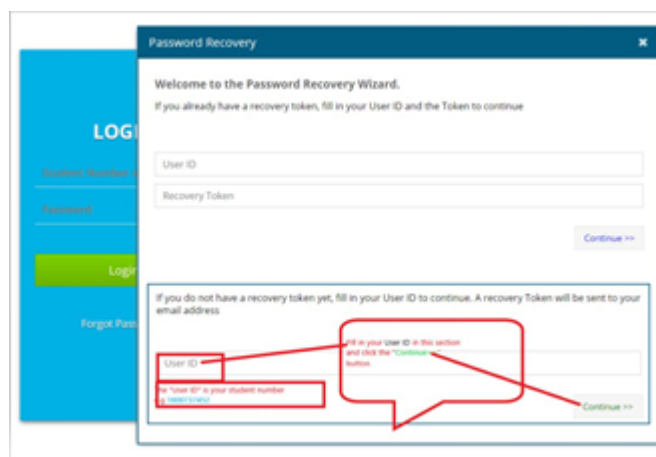 Password Recovery
×
Welcome to the Password Recovery Wizard.
If you already have a recovery token, fill in your User ID and the Token to continue
LOGI
User ID
Student Number
Recovery Token
Password
Continue >>
Login
If you do not have a recovery token yet, fill in your User ID to continue. A recovery Token will be sent to your
email address
Forgot Pass
Fill in your User ID in this section
and click the "Continue
button
User ID
The "User ID" is your student number
Continue >>